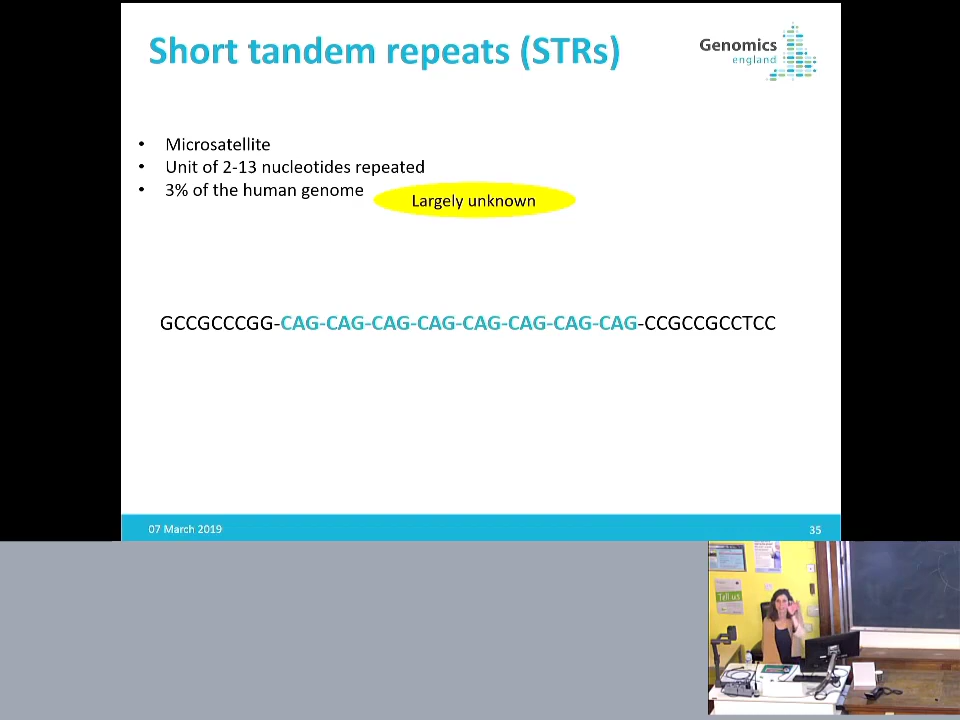 Short tandem repeats (STRs)
Genomics
england
• Microsatellite
• Unit of 2-13 nucleotides repeated
• 3% of the human genome
Largely unknown
GCCGCCCGG-CAG-CAG-CAG-CAG-CAG-CAG-CAG-CAG-CCGCCGCCTCC
07 March 2019
35
Tell us